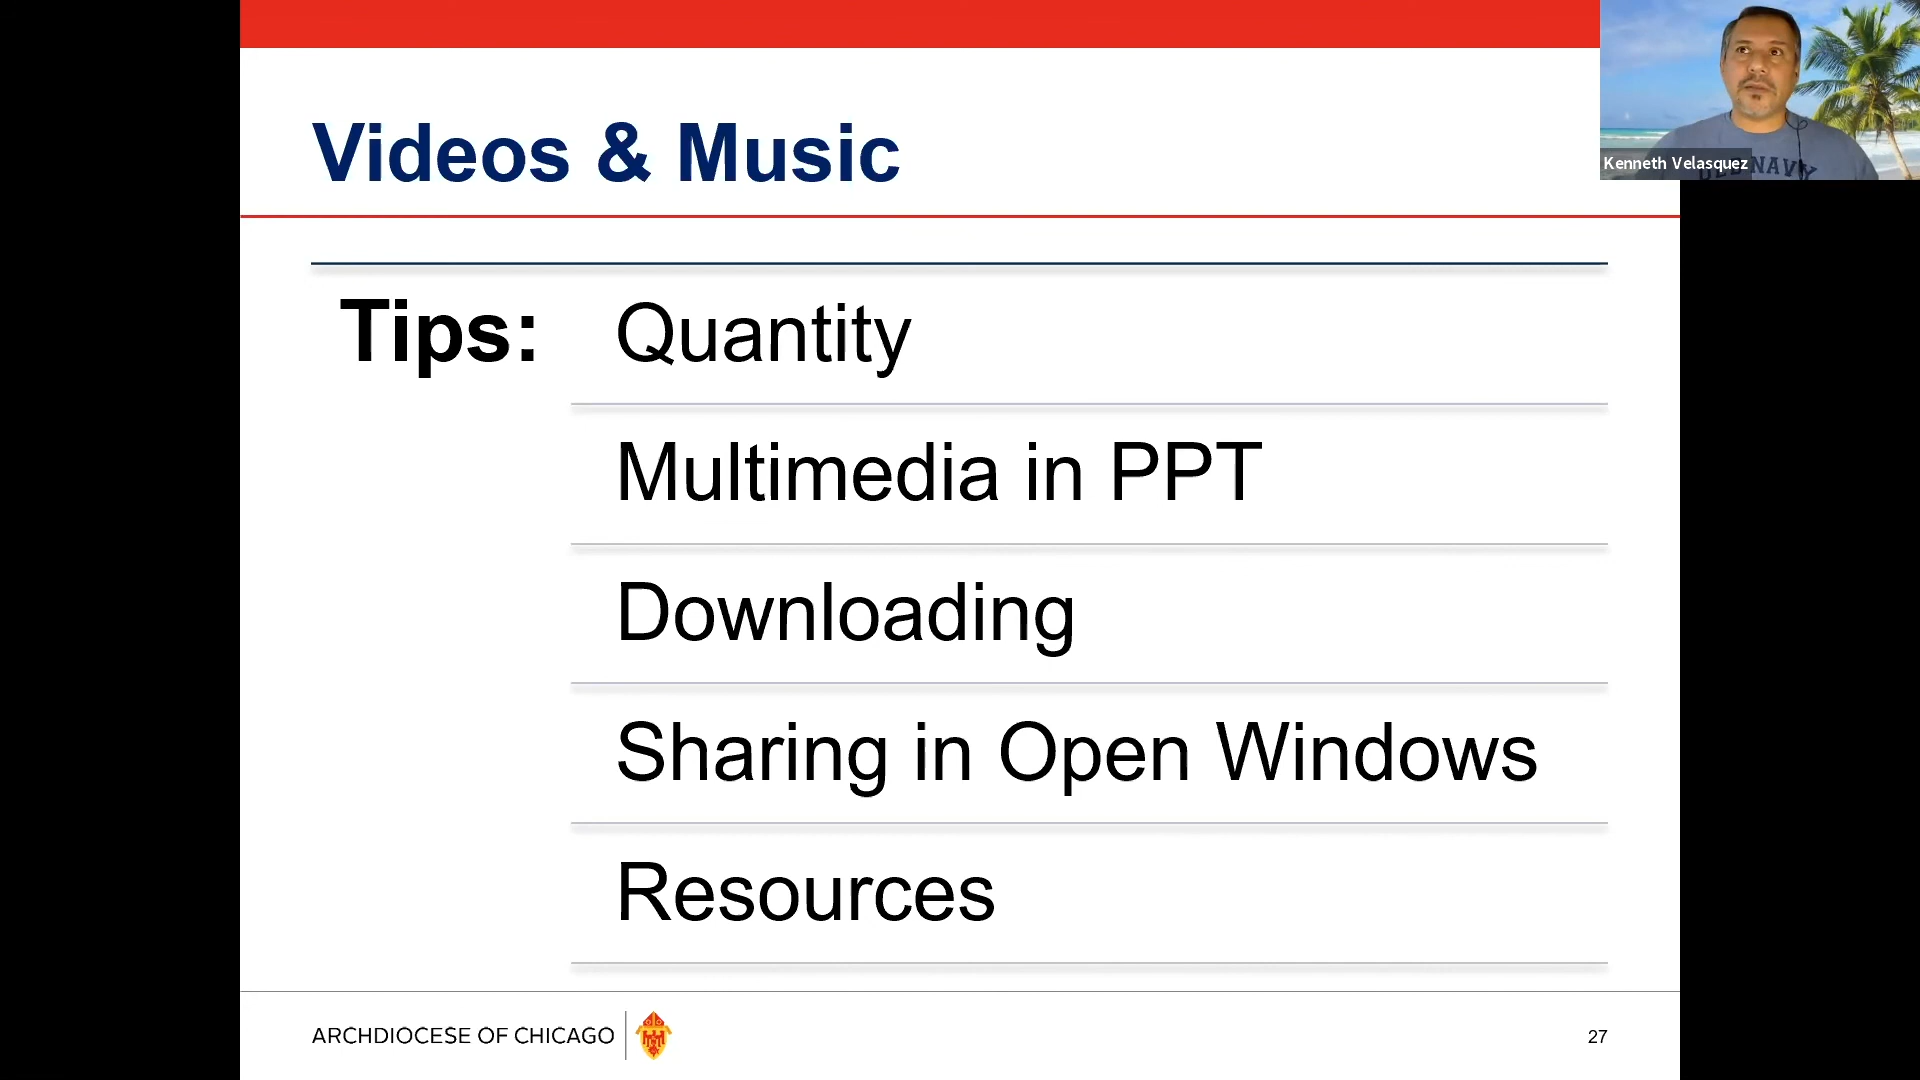 Videos & Music
Kenneth Velasquez
NAVY
Tips:
Quantity
Multimedia in PPT
Downloading
Sharing in Open Windows
Resources
ARCHDIOCESE OF CHICAGO
27